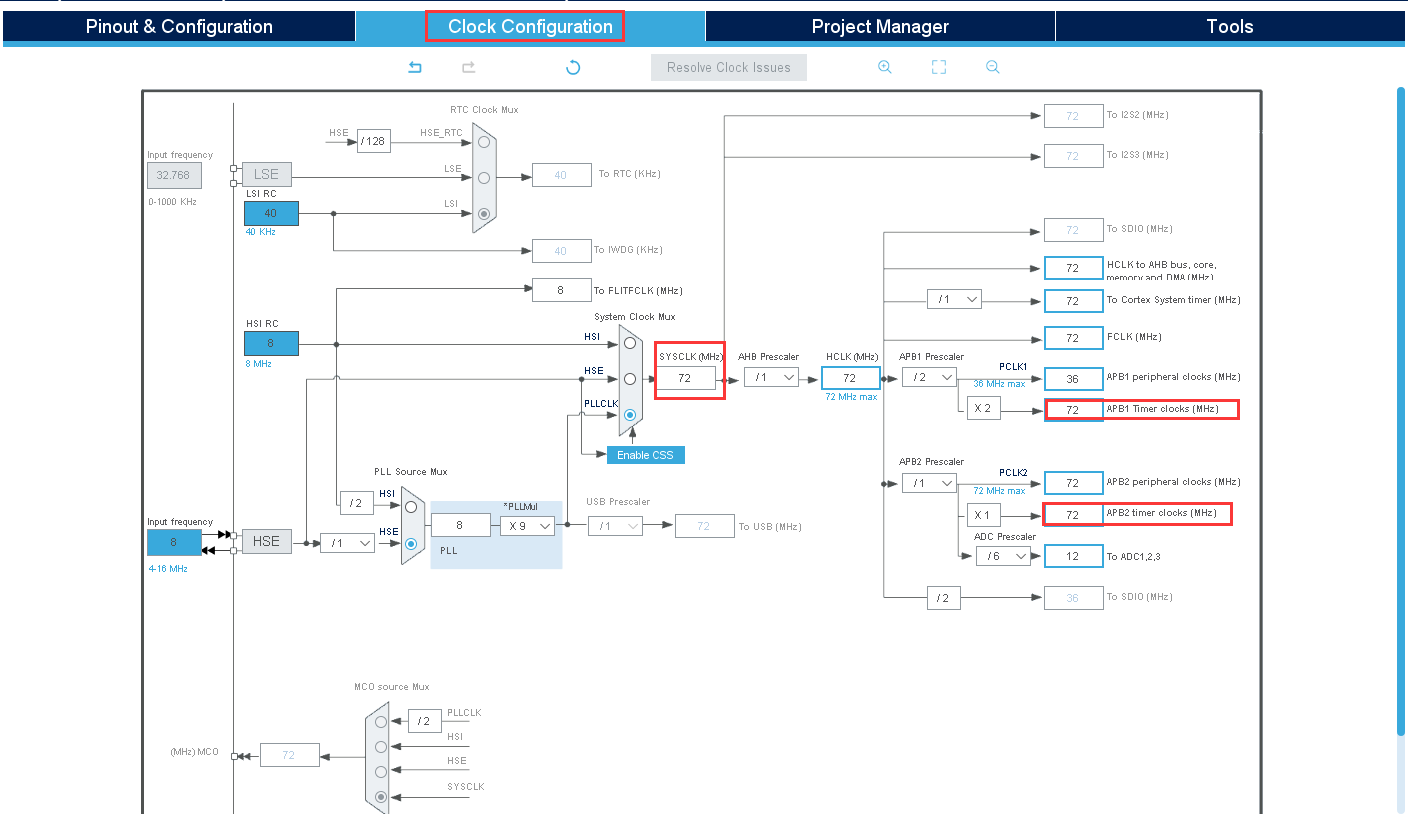 Pinout & Configuration
Clock Configuration
Project Manager
Tools
Resolve Clock Issues
RTC Clock Mux
HSE
/ 128
HSE_RTC
Input frequency
32.768
0-1000 KHz
LSE
LSE
40
To RTC (KHz)
LSI RC
40
40 KHz
LSI
40
To IWDG (KHz)
8
To FLITFCLK (MHz)
HSI RC
8
8 MHz
System Clock Mux
HSI
HSE
PLLCLK
Enable CSS
SYSCLK (MHz)
72
AHB Prescaler
/ 1
HCLK (MHz)
72
72 MHz max
72
To I2S2 (MHz)
72
To I2S3 (MHz)
72
To SDIO (MHz)
72
HCLK to AHB bus, core,
memory and DMA (MHz)
/ 1
72
To Cortex System timer (MHz)
72
FCLK (MHz)
APB1 Prescaler
/ 2
PCLK1
36 MHz max
36
APB1 peripheral clocks (MHz)
X 2
72
APB1 Timer clocks (MHz)
APB2 Prescaler
/ 1
PCLK2
72 MHz max
72
APB2 peripheral clocks (MHz)
X 1
72
APB2 timer clocks (MHz)
ADC Prescaler
/ 6
12
To ADC1,2,3
/ 2
36
To SDIO (MHz)
PLL Source Mux
/ 2
HSI
Input frequency
8
4-16 MHz
HSE
/ 1
HSE
8
*PLLMul
X 9
PLL
USB Prescaler
/ 1
72
To USB (MHz)
MCO source Mux
PLLCLK
/ 2
HSI
HSE
SYSCLK
(MHz) MCO
72